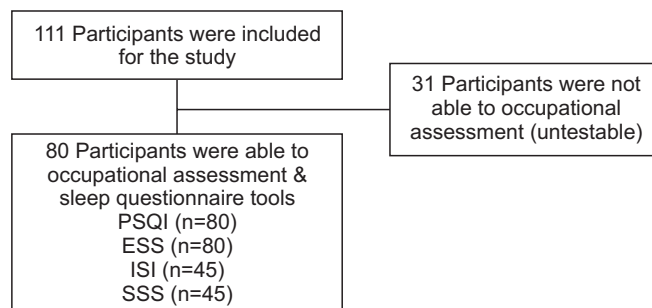 111 Participants were included
for the study
31 Participants were not
able to occupational
assessment (untestable)
80 Participants were able to
occupational assessment &
sleep questionnaire tools
PSQI (n=80)
ESS (n=80)
ISI (n=45)
SSS (n=45)